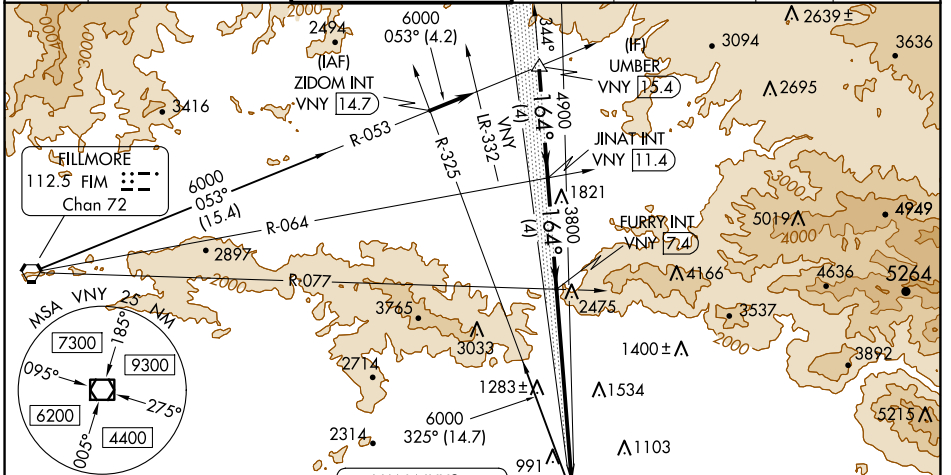 6000
053° (4.2)
2494
344°
2639±
3094
3636
(IF)
UMBER
VNY 15.4
(IAF)
ZIDOM INT
VNY 14.7
2695
3416
R-053
VNY
LR-332
164°
(4)
4900
R-325
JINAT INT
VNY 11.4
FILLMORE
112.5 FIM
Chan 72
6000
053°
(15.4)
R-064
1821
3000
164°
(4)
3800
FURRY INT
VNY 7.4
5019
4949
4000
2897
2000
R-077
4166
4636
5264
2475
3765
3033
3537
2000
MSA VNY 25 NM
7300
185°
9300
095°
275°
6200
4400
005°
2714
1400±
3892
1283±
1534
6000
325° (14.7)
5215
2314
991
1103